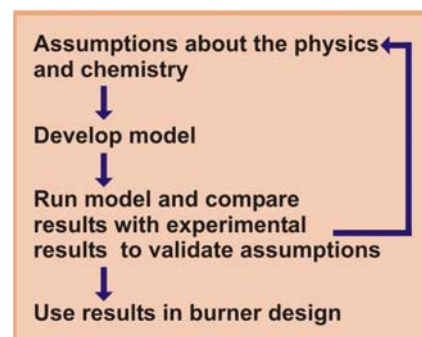 Assumptions about the physics
and chemistry
Develop model
Run model and compare
results with experimental
results to validate assumptions
Use results in burner design